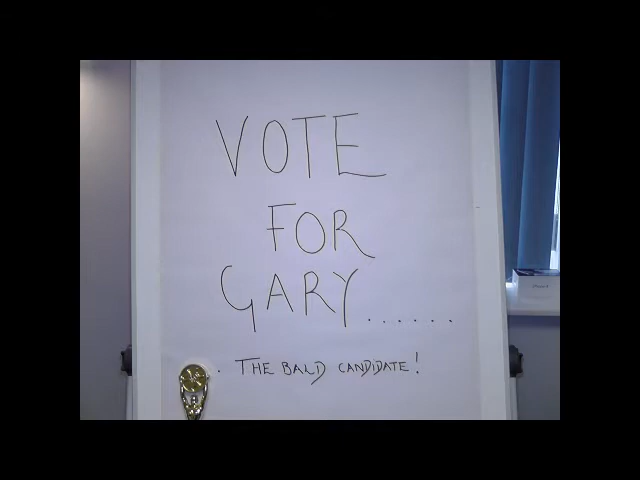 VOTE
FOR
GARY......
. THE BALD CANDIDATE!